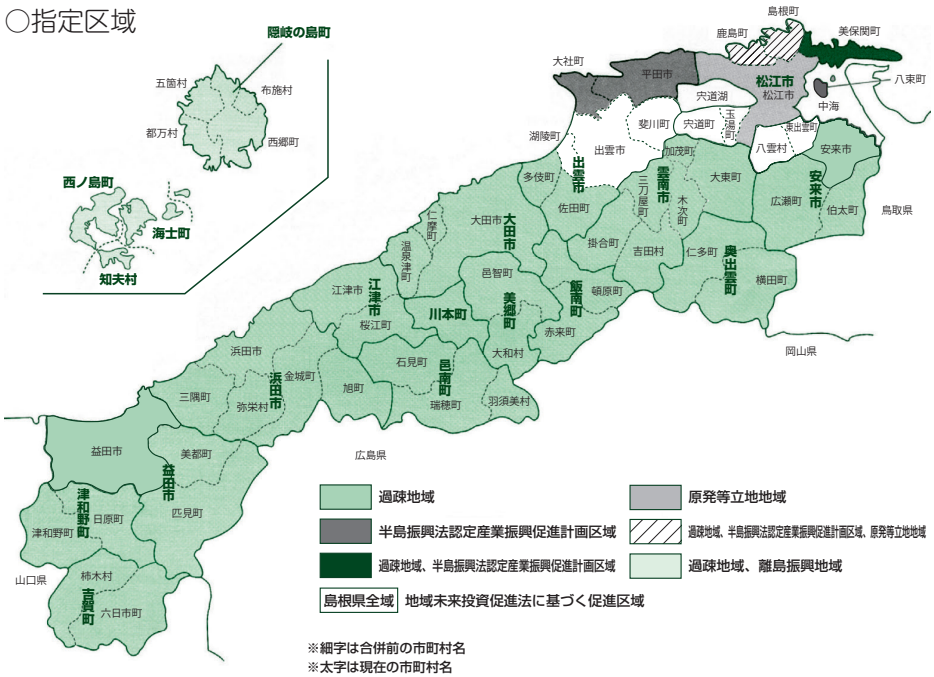 ○指定区域
隠岐の島町
五箇村
布施村
都万村
西郷町
西ノ島町
海士町
知夫村
島根町
鹿島町
美保関町
大社町
平田市
松江市
松江市
八束町
宍道湖
中海
湖陵町
斐川町
宍道町
玉湯町
東出雲町
出雲市
出雲市
八雲村
安来市
安来市
加茂町
多伎町
雲南市
三刀屋町
木次町
大東町
広瀬町
伯太町
鳥取県
仁摩町
大田市
大田市
佐田町
掛合町
吉田村
仁多町
奥出雲町
横田町
温泉津町
邑智町
美郷町
飯南町
頓原町
赤来町
岡山県
江津市
江津市
桜江町
川本町
大和村
浜田市
浜田市
金城町
旭町
石見町
邑南町
瑞穂町
羽須美村
三隅町
弥栄村
益田市
益田市
美都町
匹見町
広島県
津和野町
津和野町
日原町
山口県
柿木村
吉賀町
六日市町
過疎地域
原発等立地地域
半島振興法認定産業振興促進計画区域
過疎地域、半島振興法認定産業振興促進計画区域、原発等立地地域
過疎地域、半島振興法認定産業振興促進計画区域
過疎地域、離島振興地域
島根県全域 地域未来投資促進法に基づく促進区域
※細字は合併前の市町村名
※太字は現在の市町村名